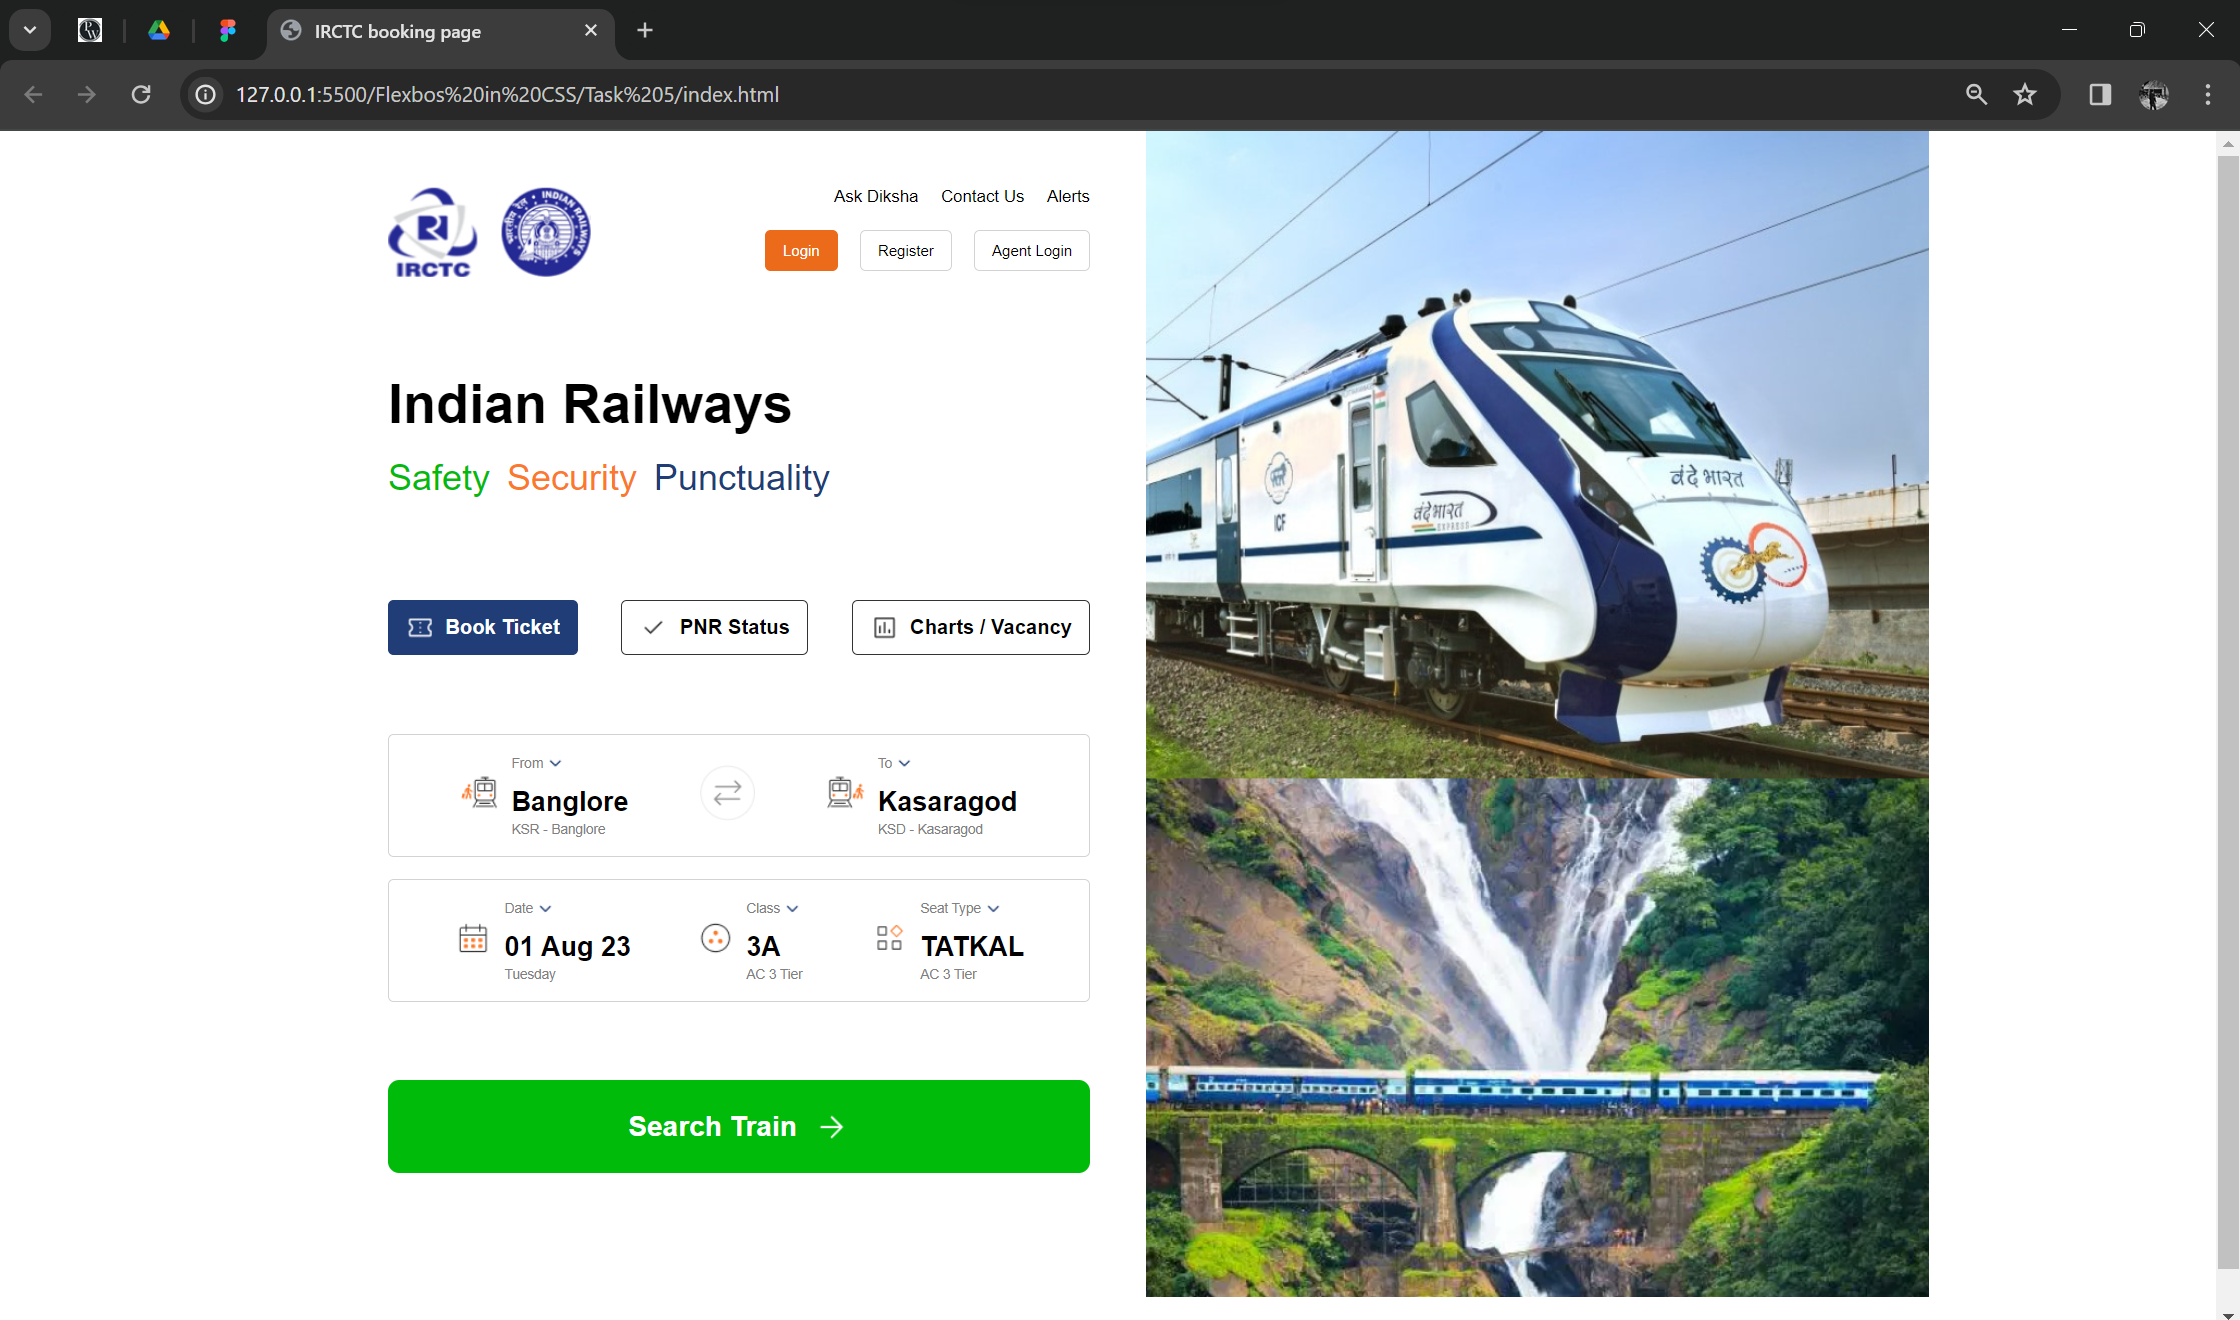 IRCTC booking page
127.0.0.1:5500/Flexbos%20in%20CSS/Task%205/index.html
IRCTC
भारतीय रेल • INDIAN RAILWAYS
Ask Diksha Contact Us Alerts
Login Register Agent Login
Indian Railways
Safety Security Punctuality
Book Ticket PNR Status Charts / Vacancy
From
Banglore
KSR - Banglore
To
Kasaragod
KSD - Kasaragod
Date
01 Aug 23
Tuesday
Class
3A
AC 3 Tier
Seat Type
TATKAL
AC 3 Tier
Search Train
वंदे भारत
वंदे भारत
EXPRESS
ICF